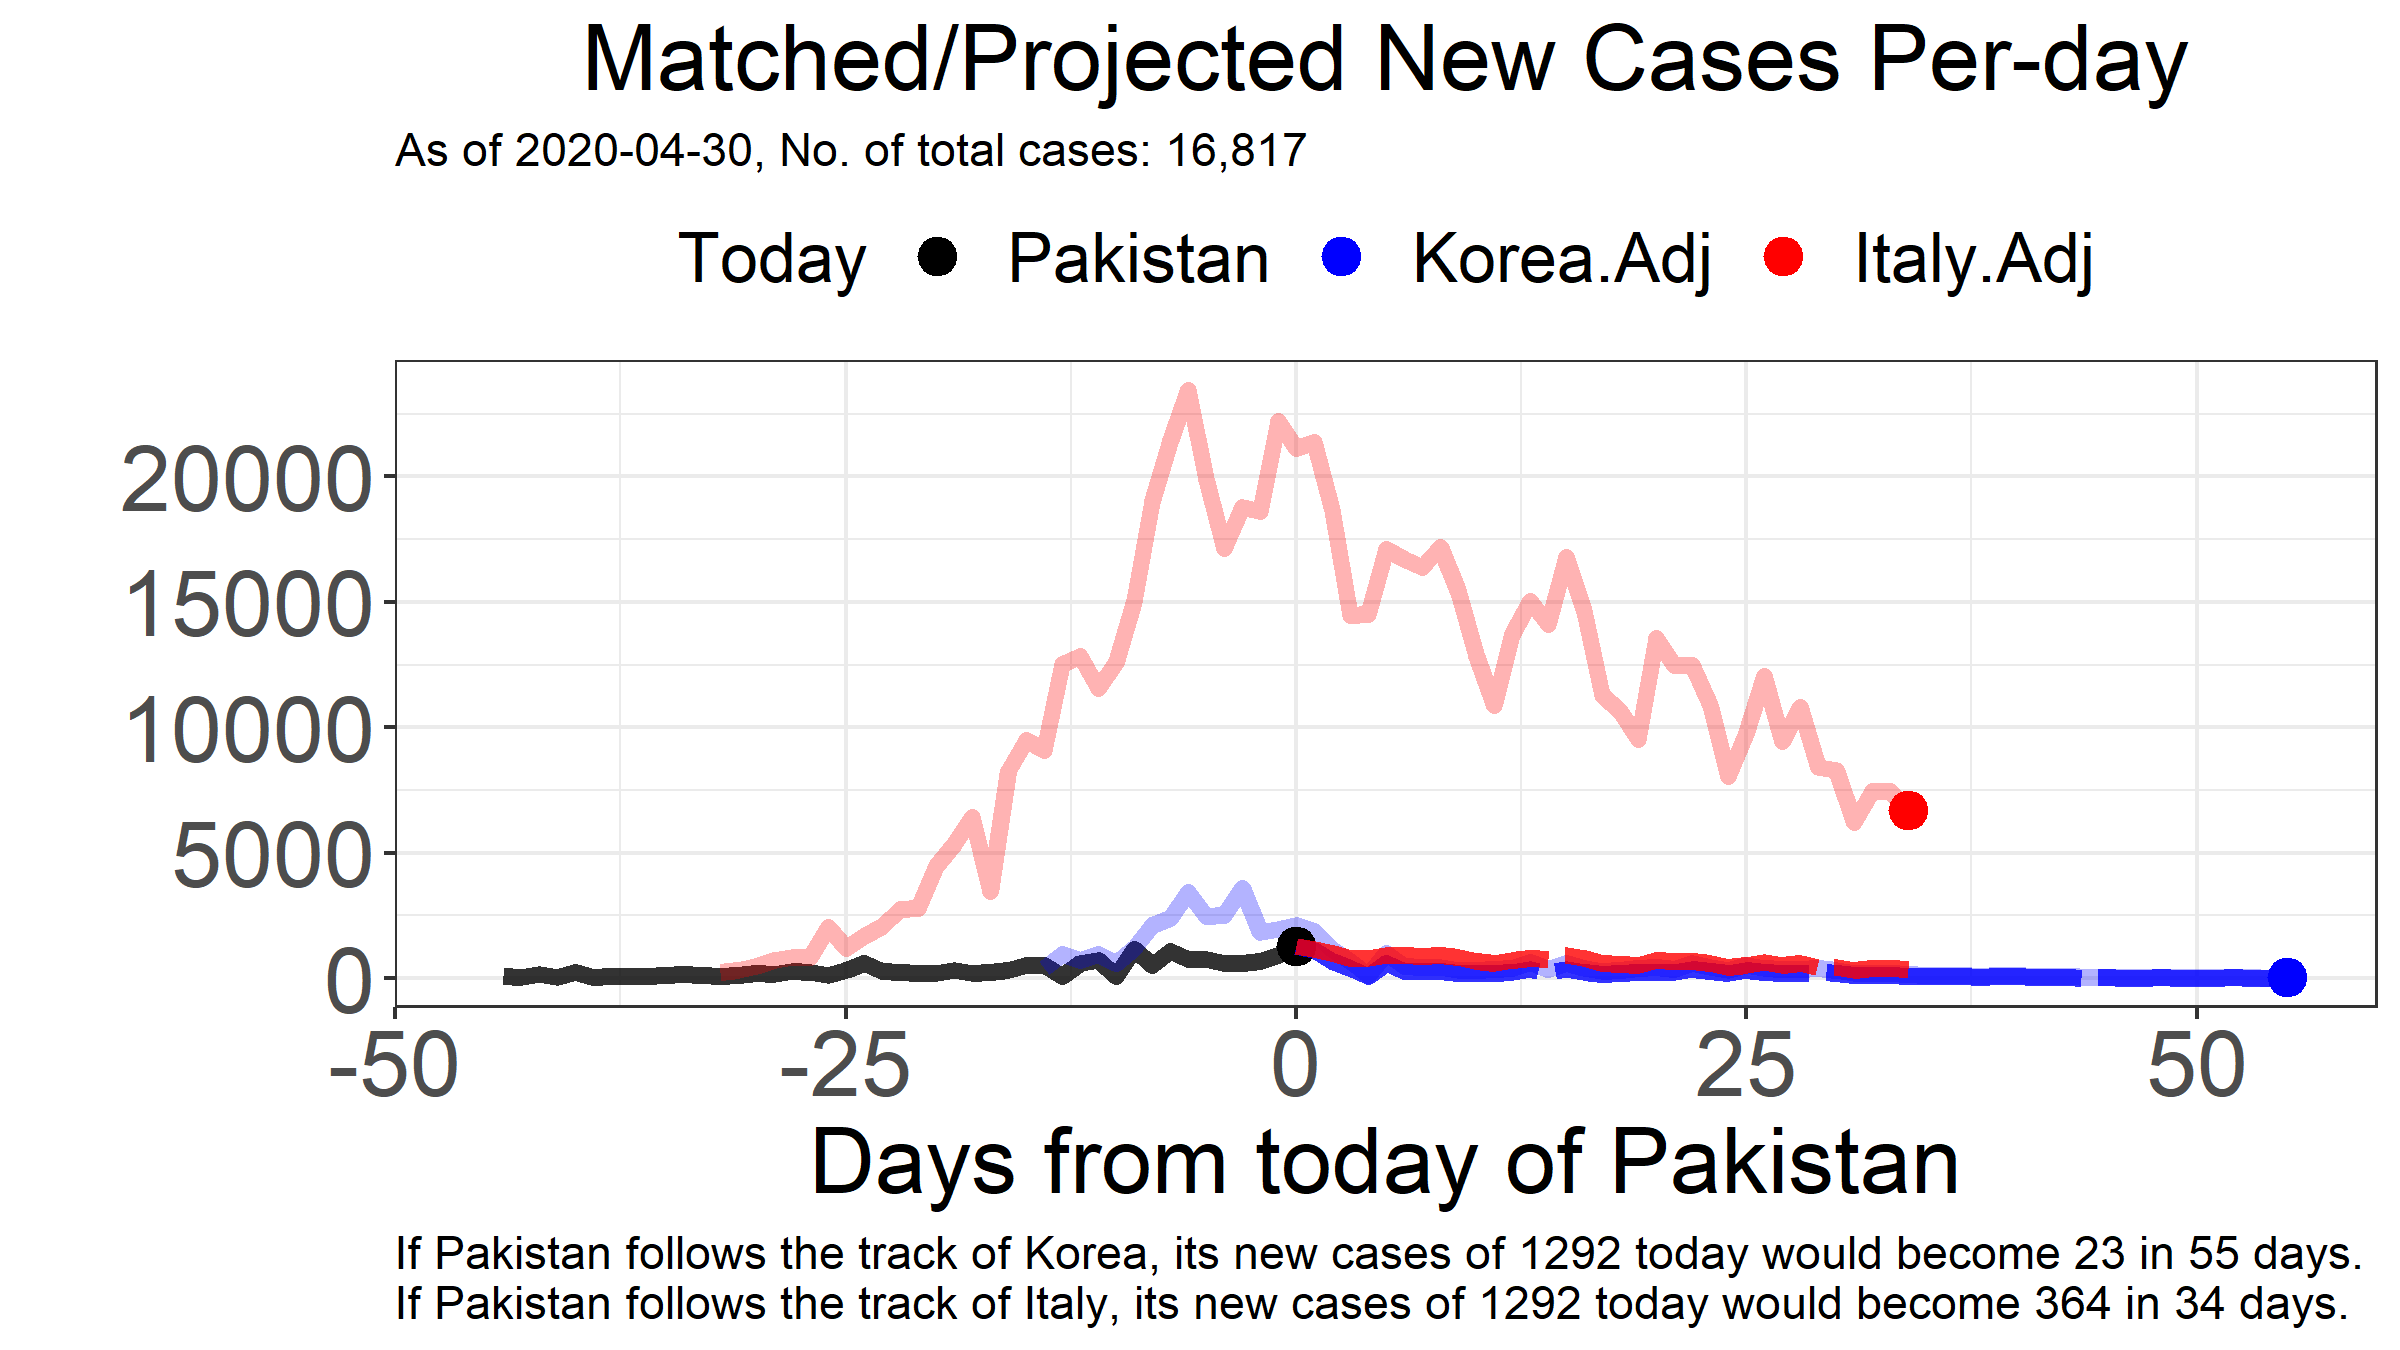 Matched/Projected New Cases Per-day
As of 2020-04-30, No. of total cases: 16,817
Today Pakistan Korea.Adj Italy.Adj
20000
15000
10000
5000
0
-50 -25 0 25 50
Days from today of Pakistan
If Pakistan follows the track of Korea, its new cases of 1292 today would become 23 in 55 days.
If Pakistan follows the track of Italy, its new cases of 1292 today would become 364 in 34 days.